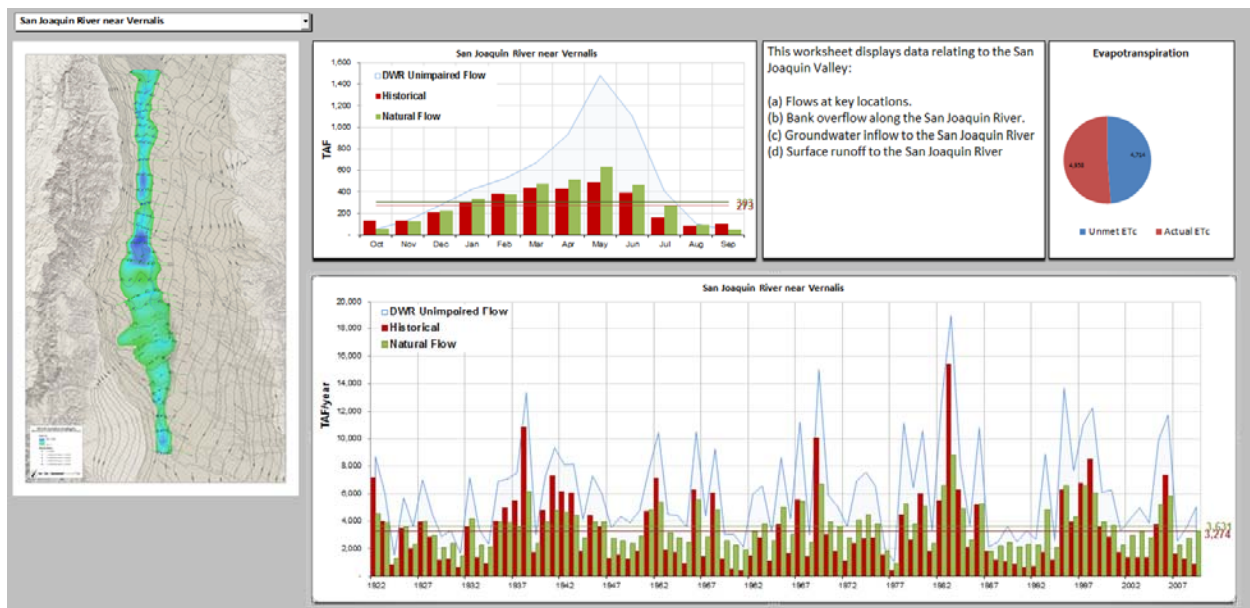 San Joaquin River near Vernalis
San Joaquin River near Vernalis
TAF
1,600
1,400
1,200
1,000
800
600
400
200
-
DWR Unimpaired Flow
Historical
Natural Flow
273
Oct Nov Dec Jan Feb Mar Apr May Jun Jul Aug Sep
This worksheet displays data relating to the San
Joaquin Valley:
(a) Flows at key locations.
(b) Bank overflow along the San Joaquin River.
(c) Groundwater inflow to the San Joaquin River
(d) Surface runoff to the San Joaquin River
Evapotranspiration
Unmet ETc Actual ETc
San Joaquin River near Vernalis
TAF/year
20,000
18,000
16,000
14,000
12,000
10,000
8,000
6,000
4,000
2,000
-
DWR Unimpaired Flow
Historical
Natural Flow
3,631
3,274
1922 1927 1932 1937 1942 1947 1952 1957 1962 1967 1972 1977 1982 1987 1992 1997 2002 2007